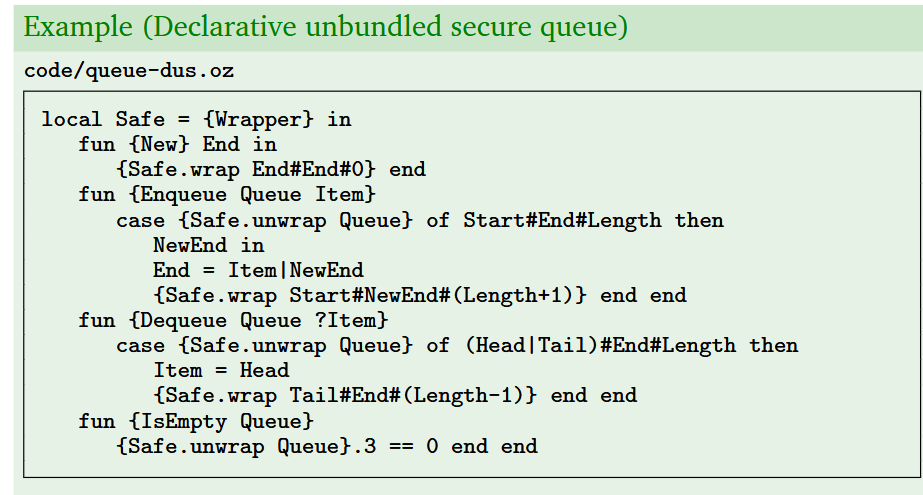 Example (Declarative unbundled secure queue)
code/queue-dus.oz
local Safe = {Wrapper} in
   fun {New} End in
      {Safe.wrap End#End#0} end
   fun {Enqueue Queue Item}
      case {Safe.unwrap Queue} of Start#End#Length then
         NewEnd in
         End = Item|NewEnd
         {Safe.wrap Start#NewEnd#(Length+1)} end end
   fun {Dequeue Queue ?Item}
      case {Safe.unwrap Queue} of (Head|Tail)#End#Length then
         Item = Head
         {Safe.wrap Tail#End#(Length-1)} end end
   fun {IsEmpty Queue}
      {Safe.unwrap Queue}.3 == 0 end end